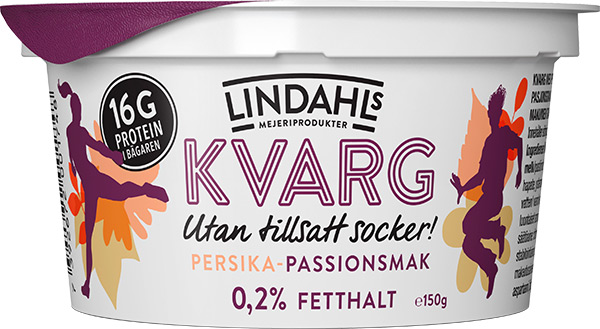 16G
PROTEIN
I BÄGAREN
LINDAHLS
MEJERIPRODUKTER
KVARG
Utan tillsatt socker!
PERSIKA-PASSIONSMAK
0,2% FETTHALT
e150g